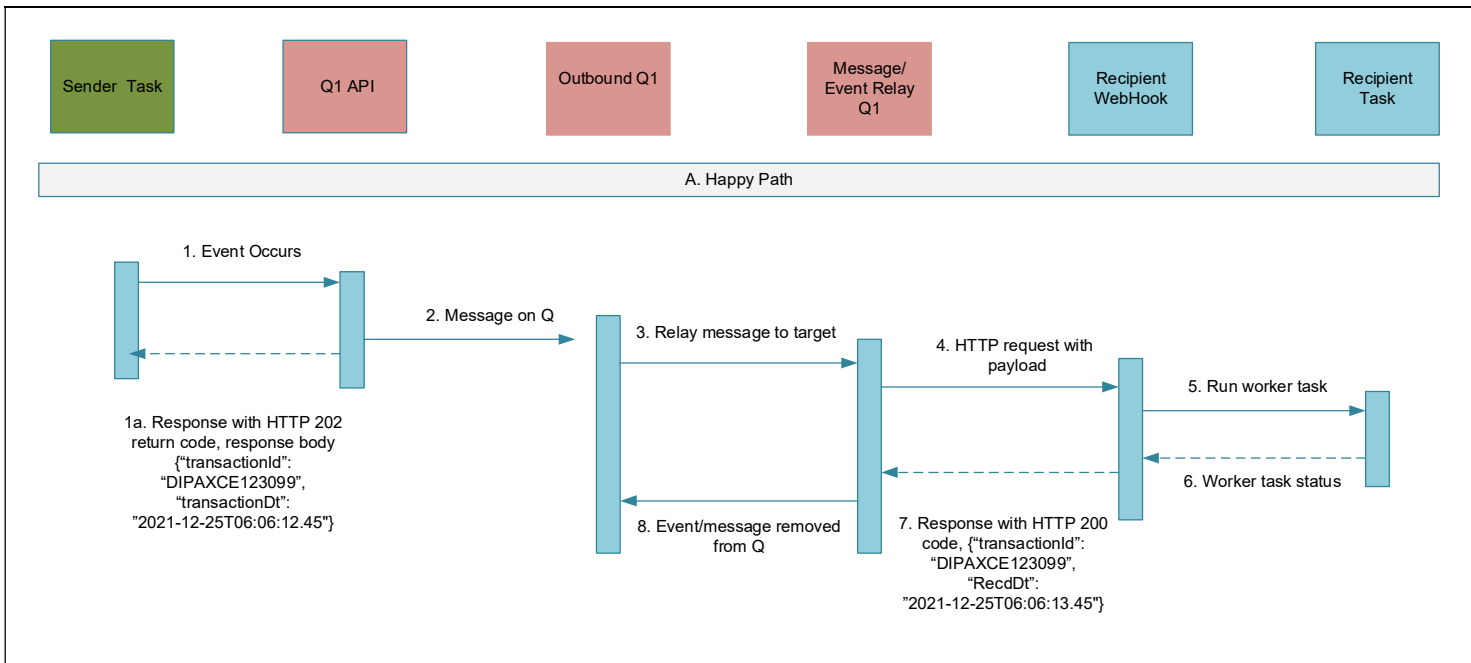 Sender Task
Q1 API
Outbound Q1
Message/
Event Relay
Q1
Recipient
WebHook
Recipient
Task
A. Happy Path
1. Event Occurs
2. Message on Q
3. Relay message to target
4. HTTP request with
payload
5. Run worker task
1a. Response with HTTP 202
return code, response body
{“transactionId”:
“DIPAXCE123099”,
“transactionDt”:
”2021-12-25T06:06:12.45"}
6. Worker task status
8. Event/message removed
from Q
7. Response with HTTP 200
code, {“transactionId”:
“DIPAXCE123099”,
“RecdDt”:
”2021-12-25T06:06:13.45"}